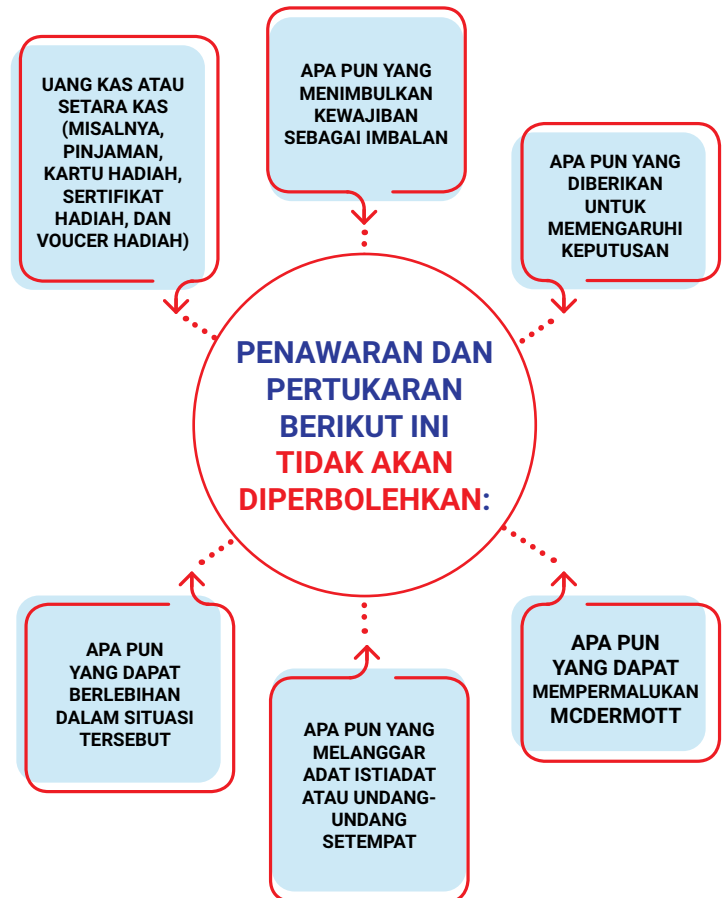 UANG KAS ATAU
SETARA KAS
(MISALNYA,
PINJAMAN,
KARTU HADIAH,
SERTIFIKAT
HADIAH, DAN
VOUCER HADIAH)
APA PUN YANG
MENIMBULKAN
KEWAJIBAN
SEBAGAI IMBALAN
APA PUN YANG
DIBERIKAN
UNTUK
MEMENGARUHI
KEPUTUSAN
PENAWARAN DAN
PERTUKARAN
BERIKUT INI
TIDAK AKAN
DIPERBOLEHKAN:
APA PUN
YANG DAPAT
BERLEBIHAN
DALAM SITUASI
TERSEBUT
APA PUN YANG
MELANGGAR
ADAT ISTIADAT
ATAU UNDANG-
UNDANG
SETEMPAT
APA PUN
YANG DAPAT
MEMPERMALUKAN
MCDERMOTT